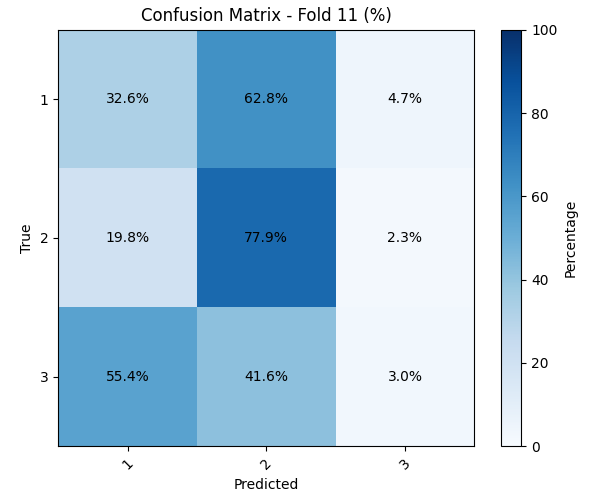 Confusion Matrix - Fold 11 (%)
1 32.6% 62.8% 4.7%
2 19.8% 77.9% 2.3%
3 55.4% 41.6% 3.0%
True
1 2 3
Predicted
100
80
60
40
20
0
Percentage